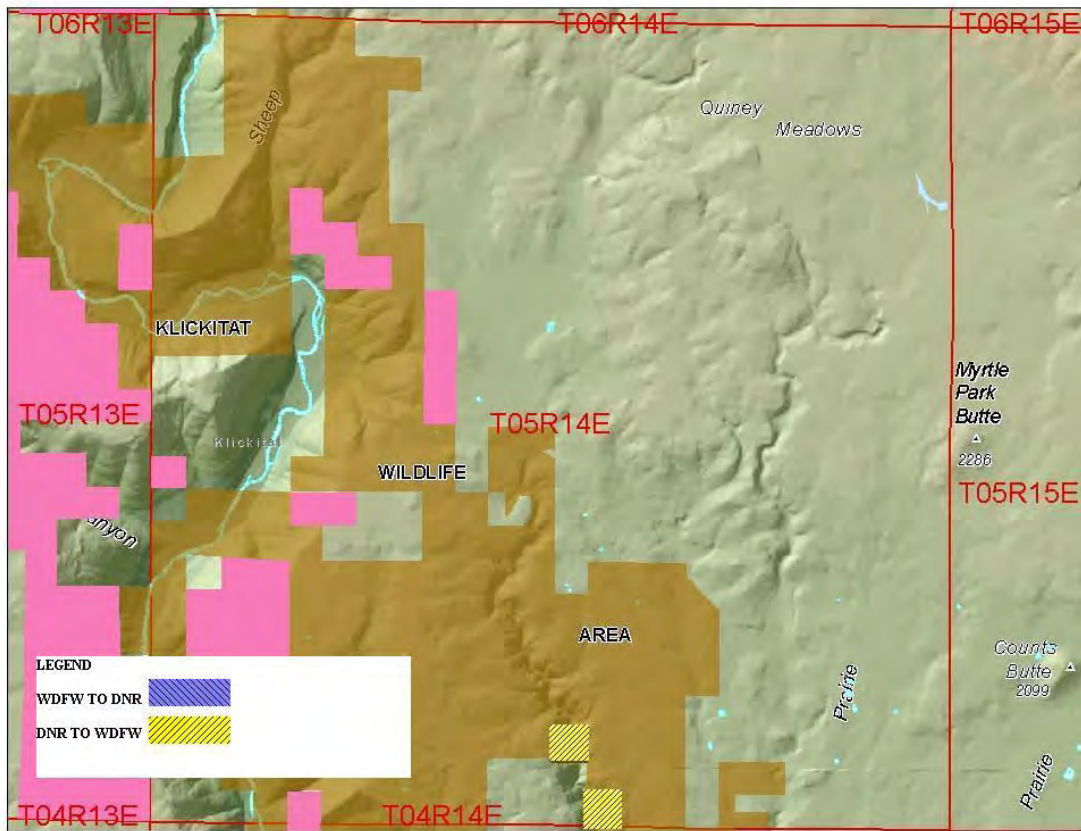 T06R13E
T06R14E
T06R15E
Sheep
Quiney
Meadows
KLICKITAT
Myrtle
Park
Butte
2286
T05R13E
T05R14E
Klickitat
WILDLIFE
T05R15E
anyon
AREA
Counts
Butte
2099
Prairie
Prairie
LEGEND
WDFW TO DNR
DNR TO WDFW
T04R13E
T04R14E